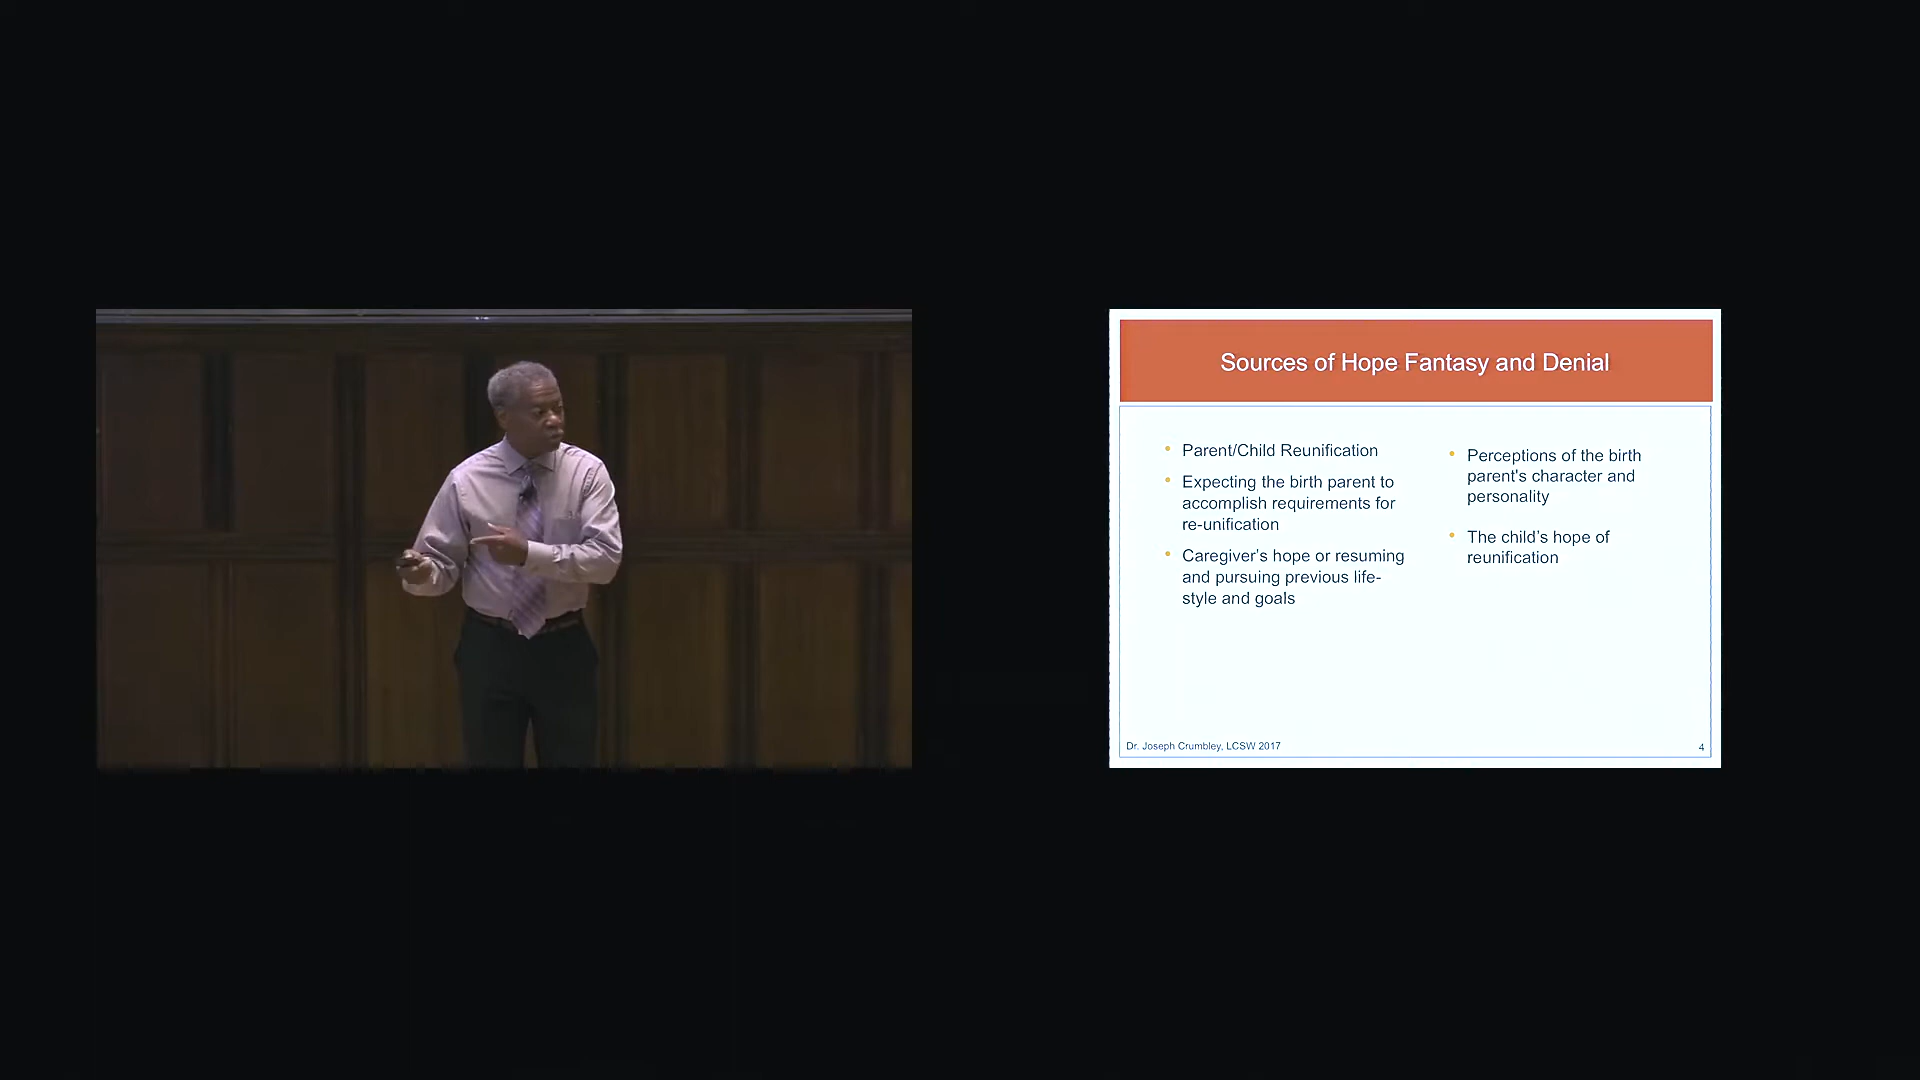 Sources of Hope Fantasy and Denial
• Parent/Child Reunification
• Expecting the birth parent to
accomplish requirements for
re-unification
• Caregiver's hope or resuming
and pursuing previous life-
style and goals
• Perceptions of the birth
parent's character and
personality
• The child's hope of
reunification
Dr. Joseph Crumbley, LCSW 2017
4